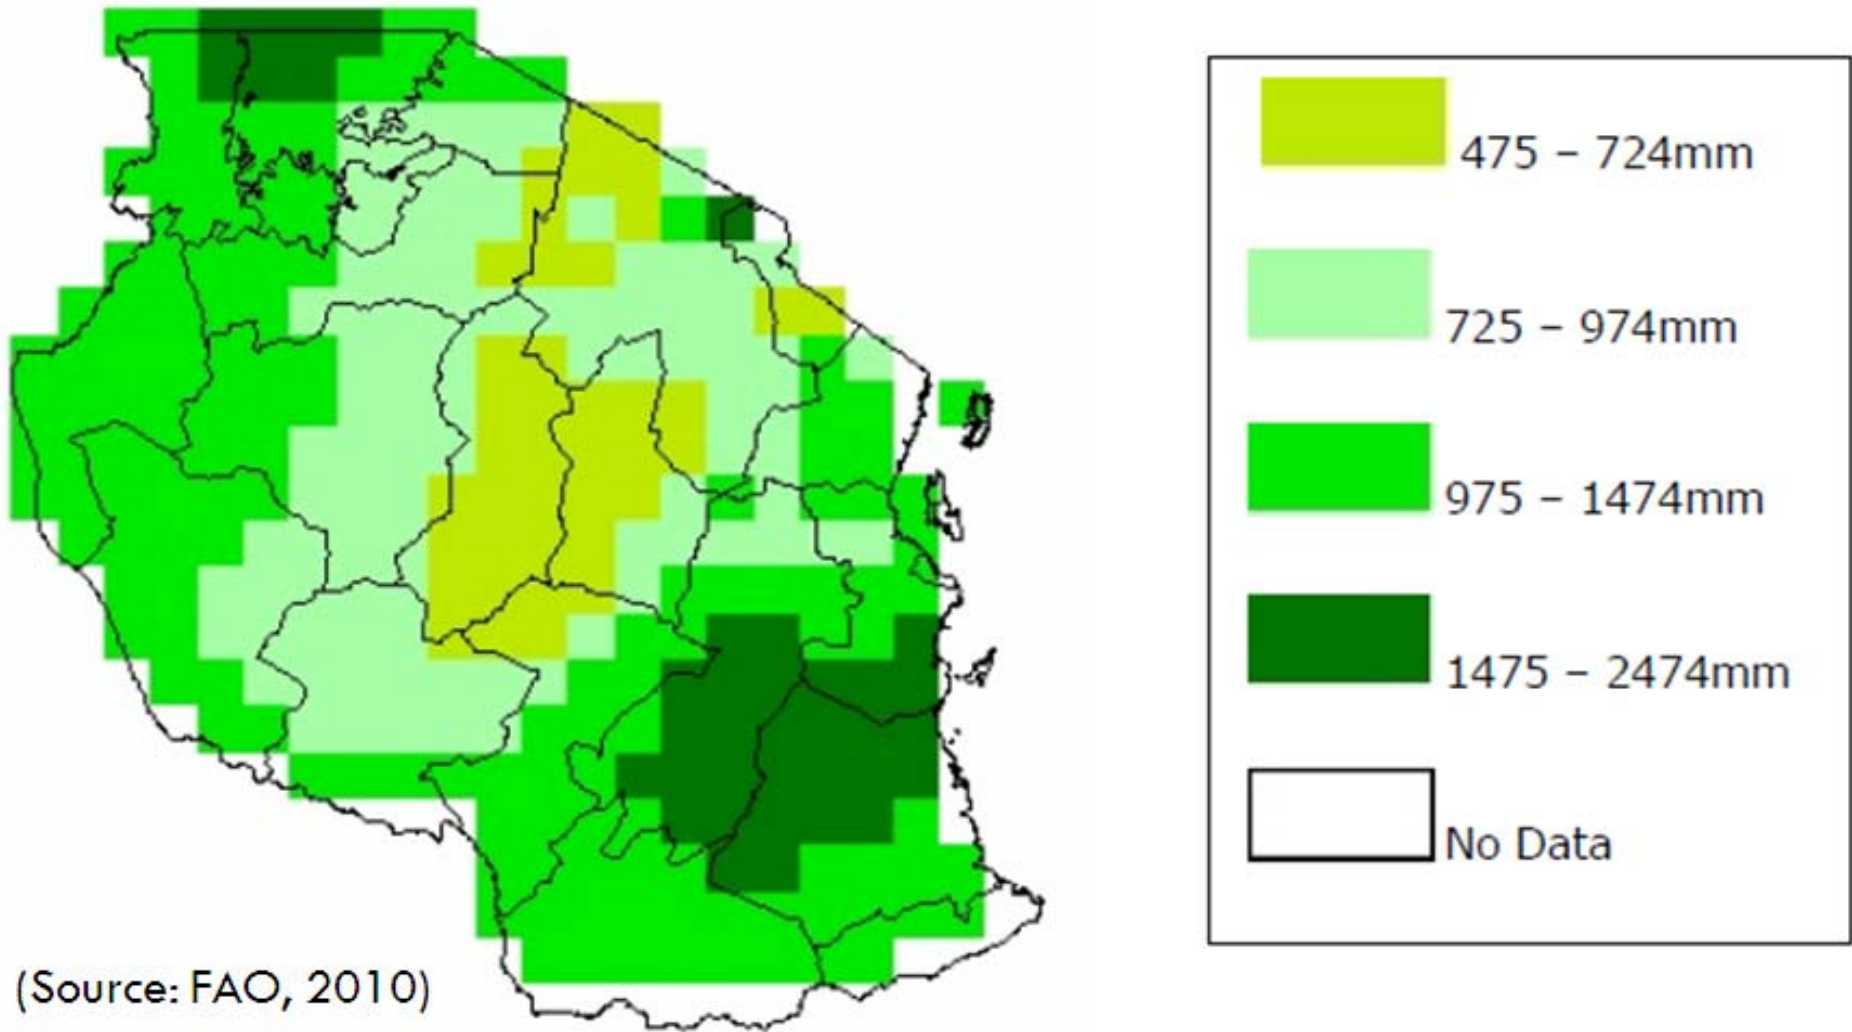 475 – 724mm
725 – 974mm
975 – 1474mm
1475 – 2474mm
No Data
(Source: FAO, 2010)